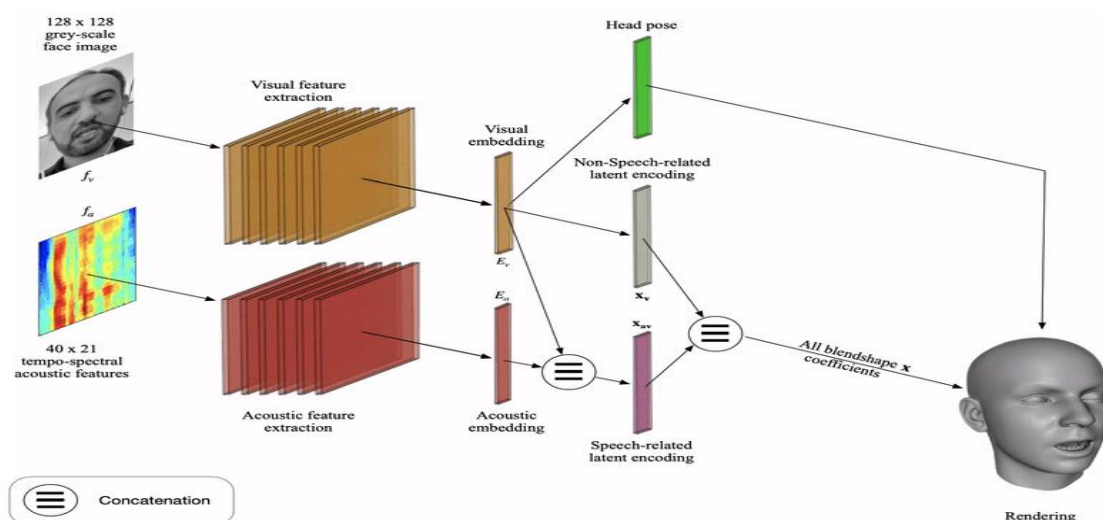 128 x 128
grey-scale
face image
f_v
Visual feature
extraction
Visual
embedding
E_v
Head pose
Non-Speech-related
latent encoding
x_v
f_a
40 x 21
tempo-spectral
acoustic features
Acoustic feature
extraction
E_a
Acoustic
embedding
x_av
Speech-related
latent encoding
All blendshape x
coefficients
Rendering
Concatenation